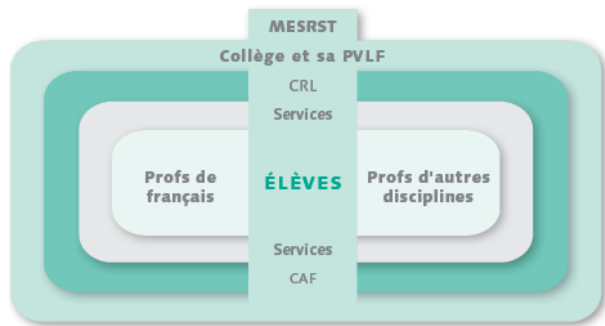 MESRST
Collège et sa PVLF
CRL
Services
Profs de
français
ÉLÈVES
Profs d'autres
disciplines
Services
CAF